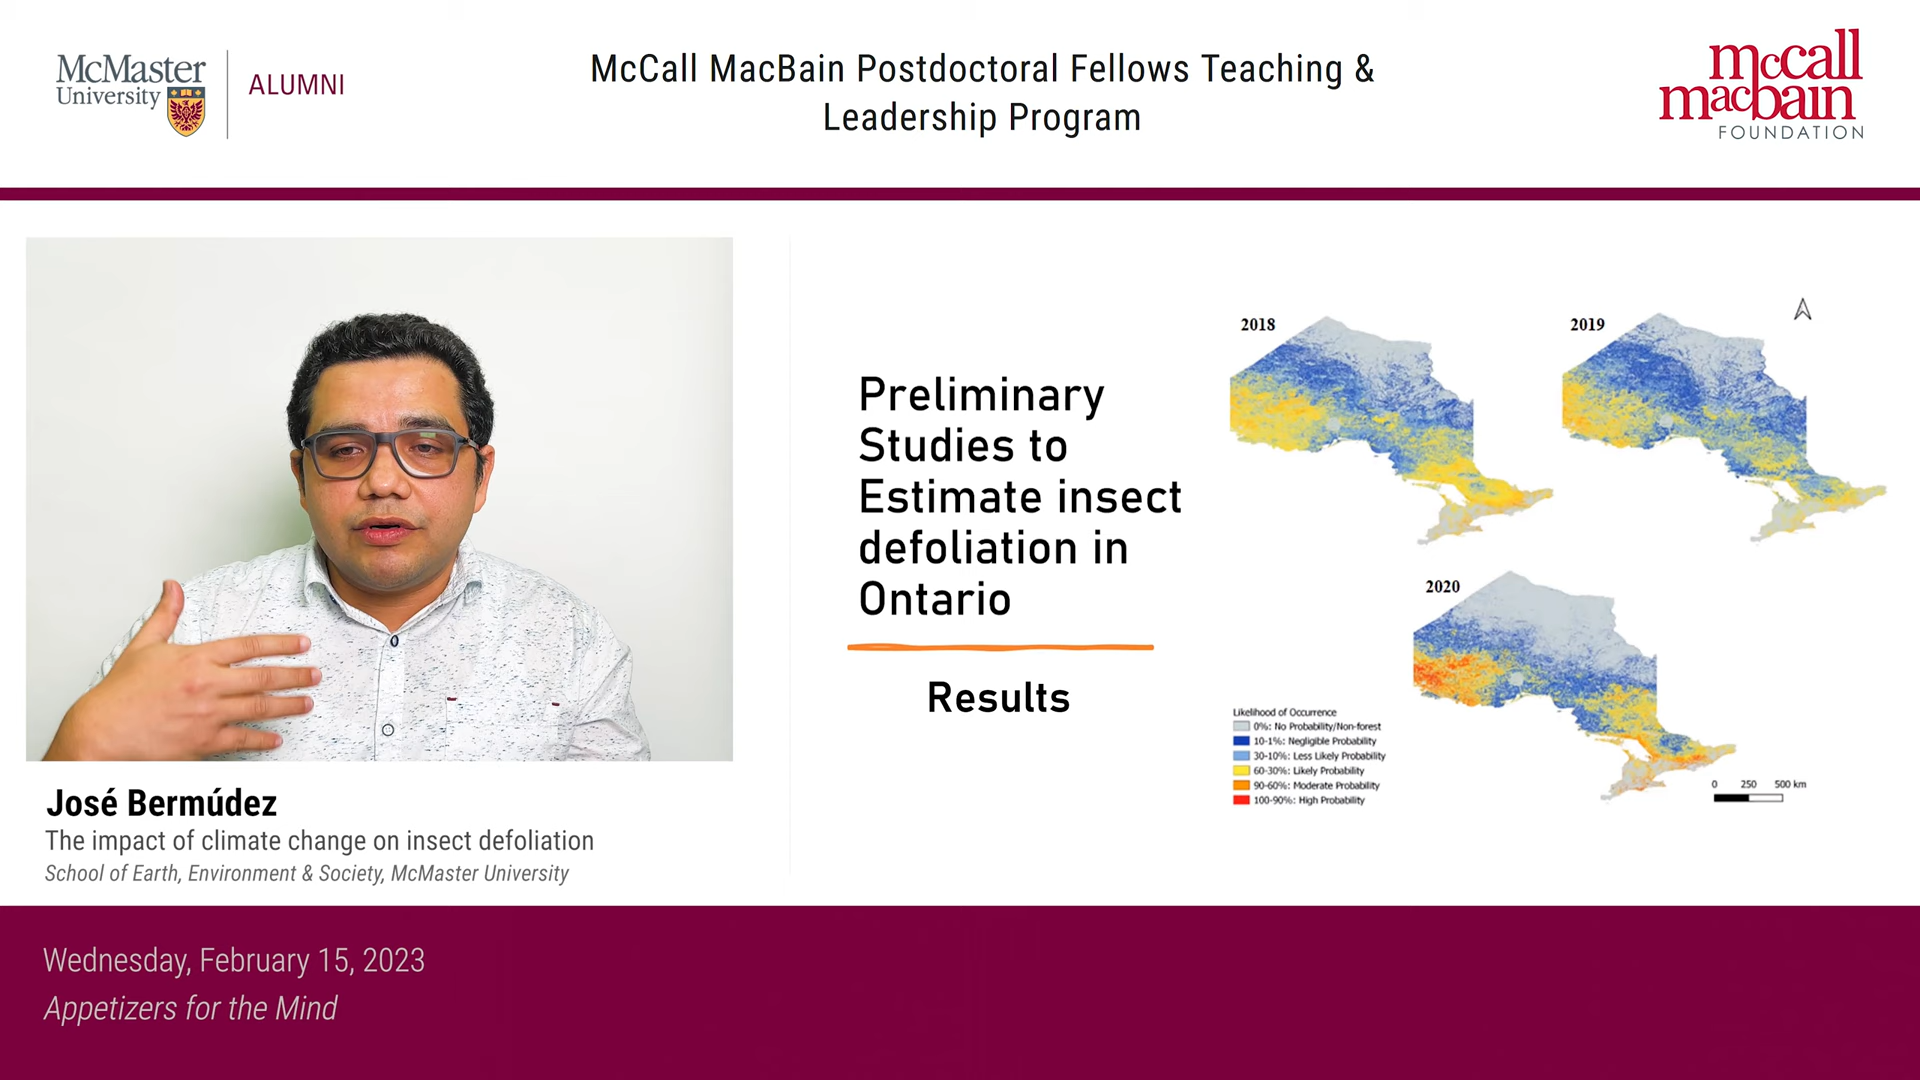 McMaster
University
ALUMNI
McCall MacBain Postdoctoral Fellows Teaching &
Leadership Program
mccall
macbain
FOUNDATION
Preliminary
Studies to
Estimate insect
defoliation in
Ontario
Results
2018
2019
2020
Likelihood of Occurrence
0%: No Probability/Non-forest
10-1%: Negligible Probability
30-10%: Less Likely Probability
60-30%: Likely Probability
90-60%: Moderate Probability
100-90%: High Probability
0 250 500 km
José Bermúdez
The impact of climate change on insect defoliation
School of Earth, Environment & Society, McMaster University
Wednesday, February 15, 2023
Appetizers for the Mind